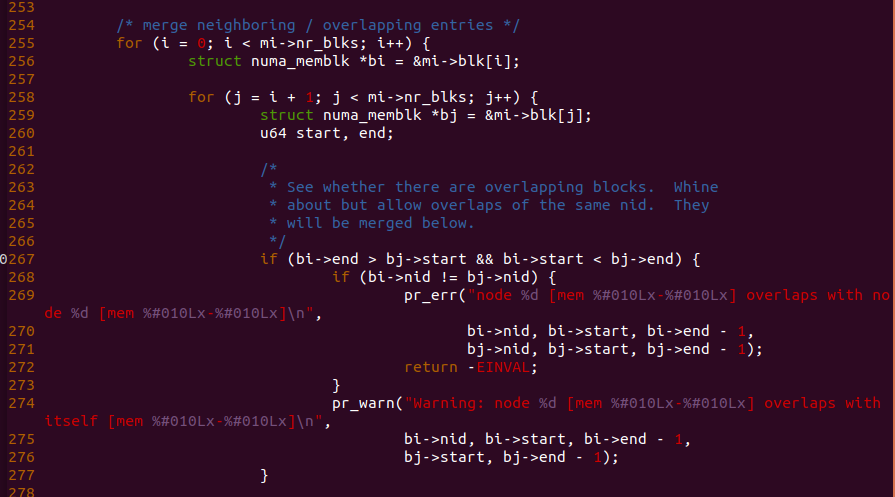 253
254         /* merge neighboring / overlapping entries */
255         for (i = 0; i < mi->nr_blks; i++) {
256                 struct numa_memblk *bi = &mi->blk[i];
257
258                 for (j = i + 1; j < mi->nr_blks; j++) {
259                         struct numa_memblk *bj = &mi->blk[j];
260                         u64 start, end;
261
262                         /*
263                          * See whether there are overlapping blocks.  Whine
264                          * about but allow overlaps of the same nid.  They
265                          * will be merged below.
266                          */
0267                         if (bi->end > bj->start && bi->start < bj->end) {
268                                 if (bi->nid != bj->nid) {
269                                         pr_err("node %d [mem %#010Lx-%#010Lx] overlaps with no
de %d [mem %#010Lx-%#010Lx]\n",
270                                                bi->nid, bi->start, bi->end - 1,
271                                                bj->nid, bj->start, bj->end - 1);
272                                         return -EINVAL;
273                                 }
274                                 pr_warn("Warning: node %d [mem %#010Lx-%#010Lx] overlaps with 
itself [mem %#010Lx-%#010Lx]\n",
275                                         bi->nid, bi->start, bi->end - 1,
276                                         bj->start, bj->end - 1);
277                         }
278